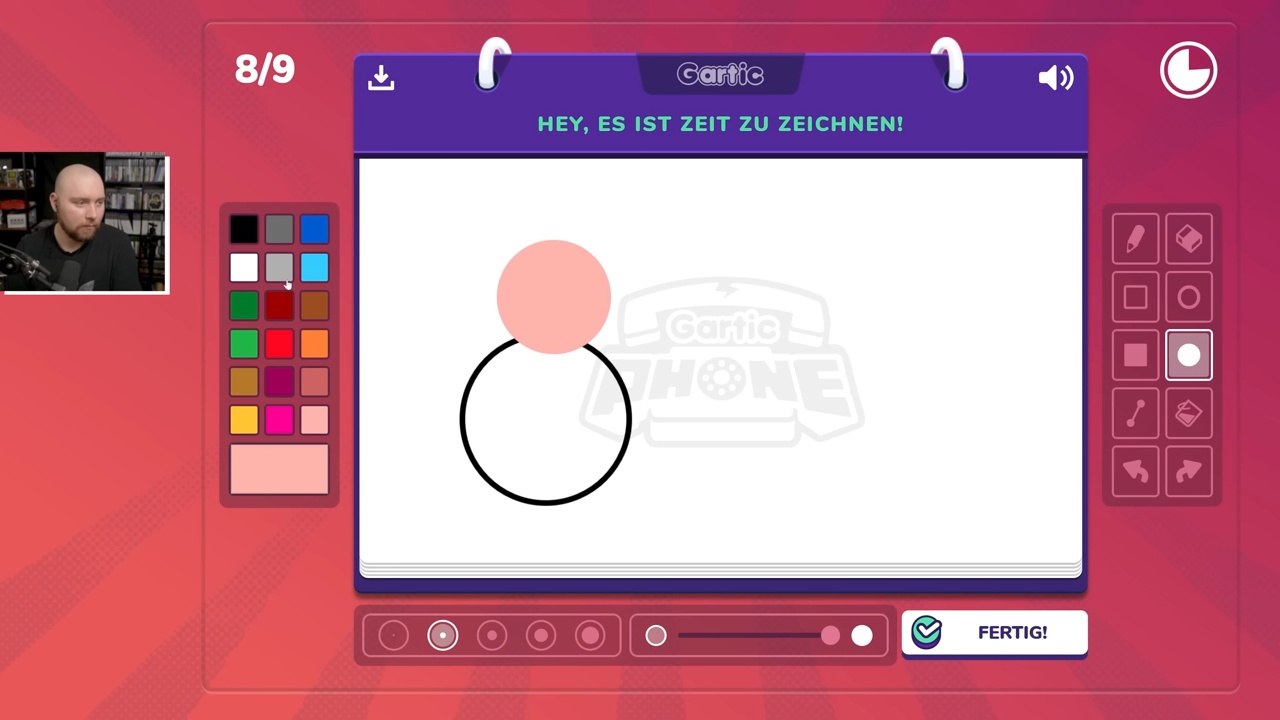 8/9
Gartic
HEY, ES IST ZEIT ZU ZEICHNEN!
Gartic
PHONE
FERTIG!